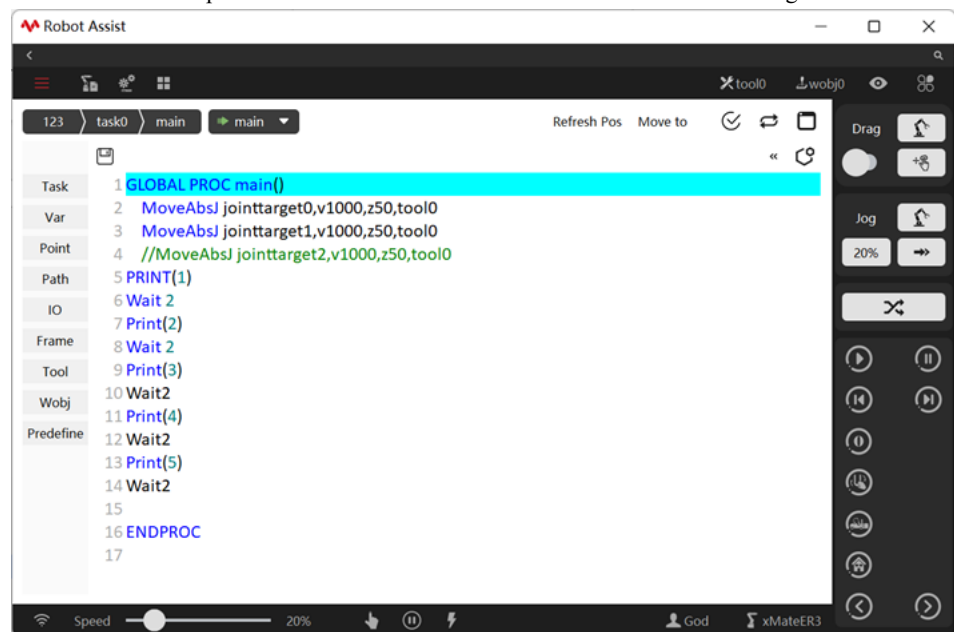 Robot Assist
tool0 wobj0
123 task0 main main Refresh Pos Move to
Drag
Task
Var
Point
Path
IO
Frame
Tool
Wobj
Predefine
1 GLOBAL PROC main()
2 MoveAbsJ jointtarget0,v1000,z50,tool0
3 MoveAbsJ jointtarget1,v1000,z50,tool0
4 //MoveAbsJ jointtarget2,v1000,z50,tool0
5 PRINT(1)
6 Wait 2
7 Print(2)
8 Wait 2
9 Print(3)
10 Wait2
11 Print(4)
12 Wait2
13 Print(5)
14 Wait2
15
16 ENDPROC
17
Jog
20%
Speed 20% God xMateER3